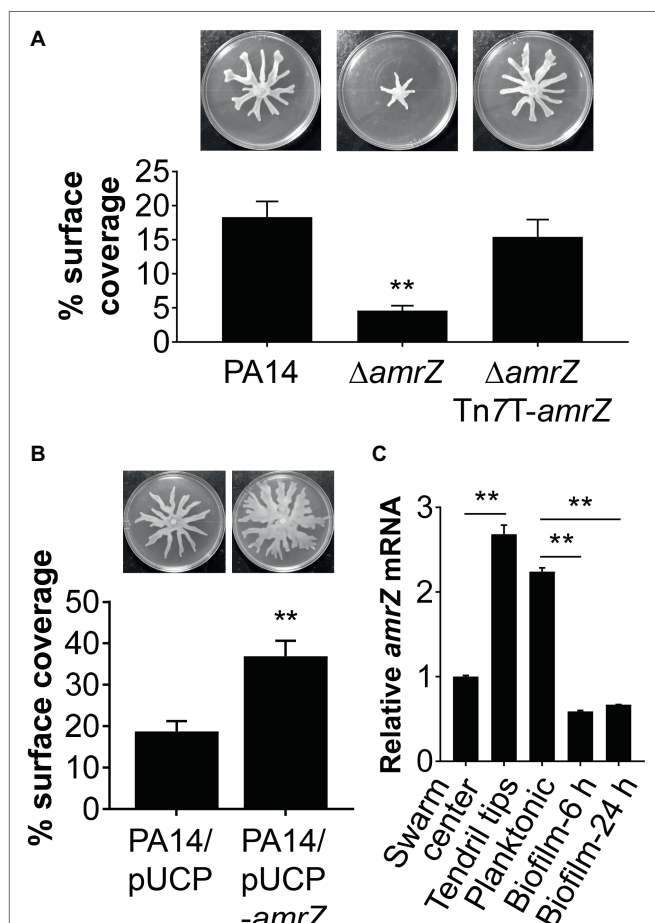 A
% surface
coverage
25
20
15
10
5
0
**
PA14
ΔamrZ
ΔamrZ
Tn7T-amrZ
B
% surface coverage
50
40
30
20
10
0
**
PA14/
pUCP
PA14/
pUCP
-amrZ
C
Relative amrZ mRNA
3
2
1
0
**
**
**
Swarm
center
Tendril tips
Planktonic
Biofilm-6 h
Biofilm-24 h